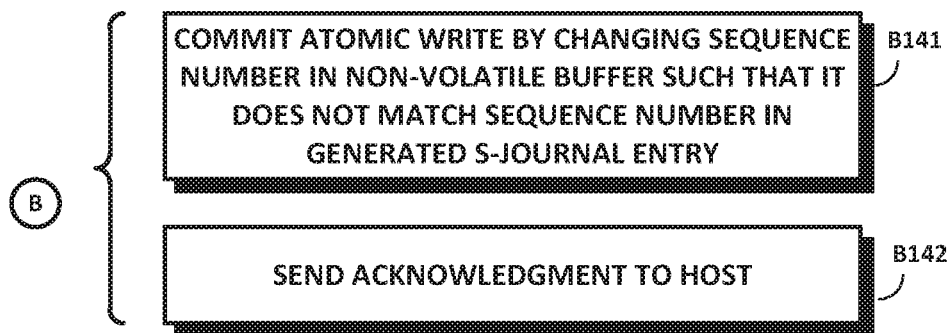 COMMIT ATOMIC WRITE BY CHANGING SEQUENCE
NUMBER IN NON-VOLATILE BUFFER SUCH THAT IT
DOES NOT MATCH SEQUENCE NUMBER IN
GENERATED S-JOURNAL ENTRY
B141
B
SEND ACKNOWLEDGMENT TO HOST
B142